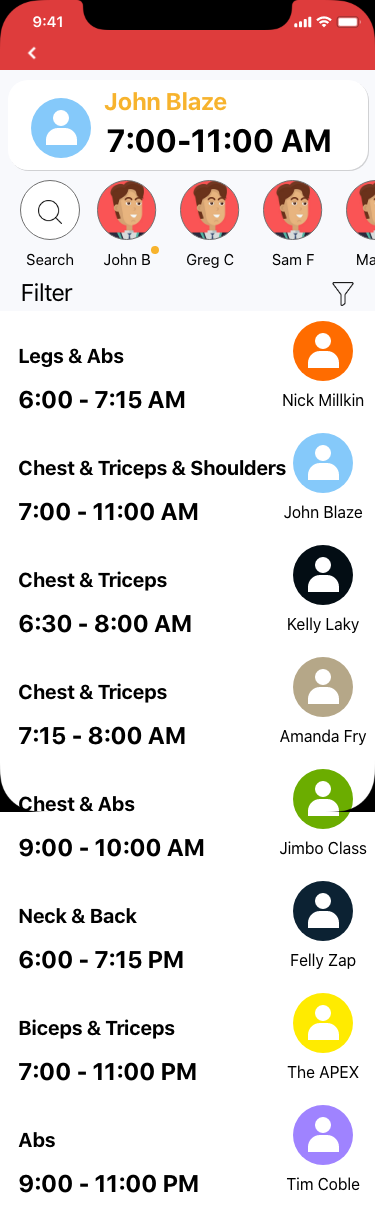 9:41
John Blaze
7:00-11:00 AM
Search
John B
Greg C
Sam F
Ma
Filter
Legs & Abs
6:00 - 7:15 AM
Nick Millkin
Chest & Triceps & Shoulders
7:00 - 11:00 AM
John Blaze
Chest & Triceps
6:30 - 8:00 AM
Kelly Laky
Chest & Triceps
7:15 - 8:00 AM
Amanda Fry
Chest & Abs
9:00 - 10:00 AM
Jimbo Class
Neck & Back
6:00 - 7:15 PM
Felly Zap
Biceps & Triceps
7:00 - 11:00 PM
The APEX
Abs
9:00 - 11:00 PM
Tim Coble